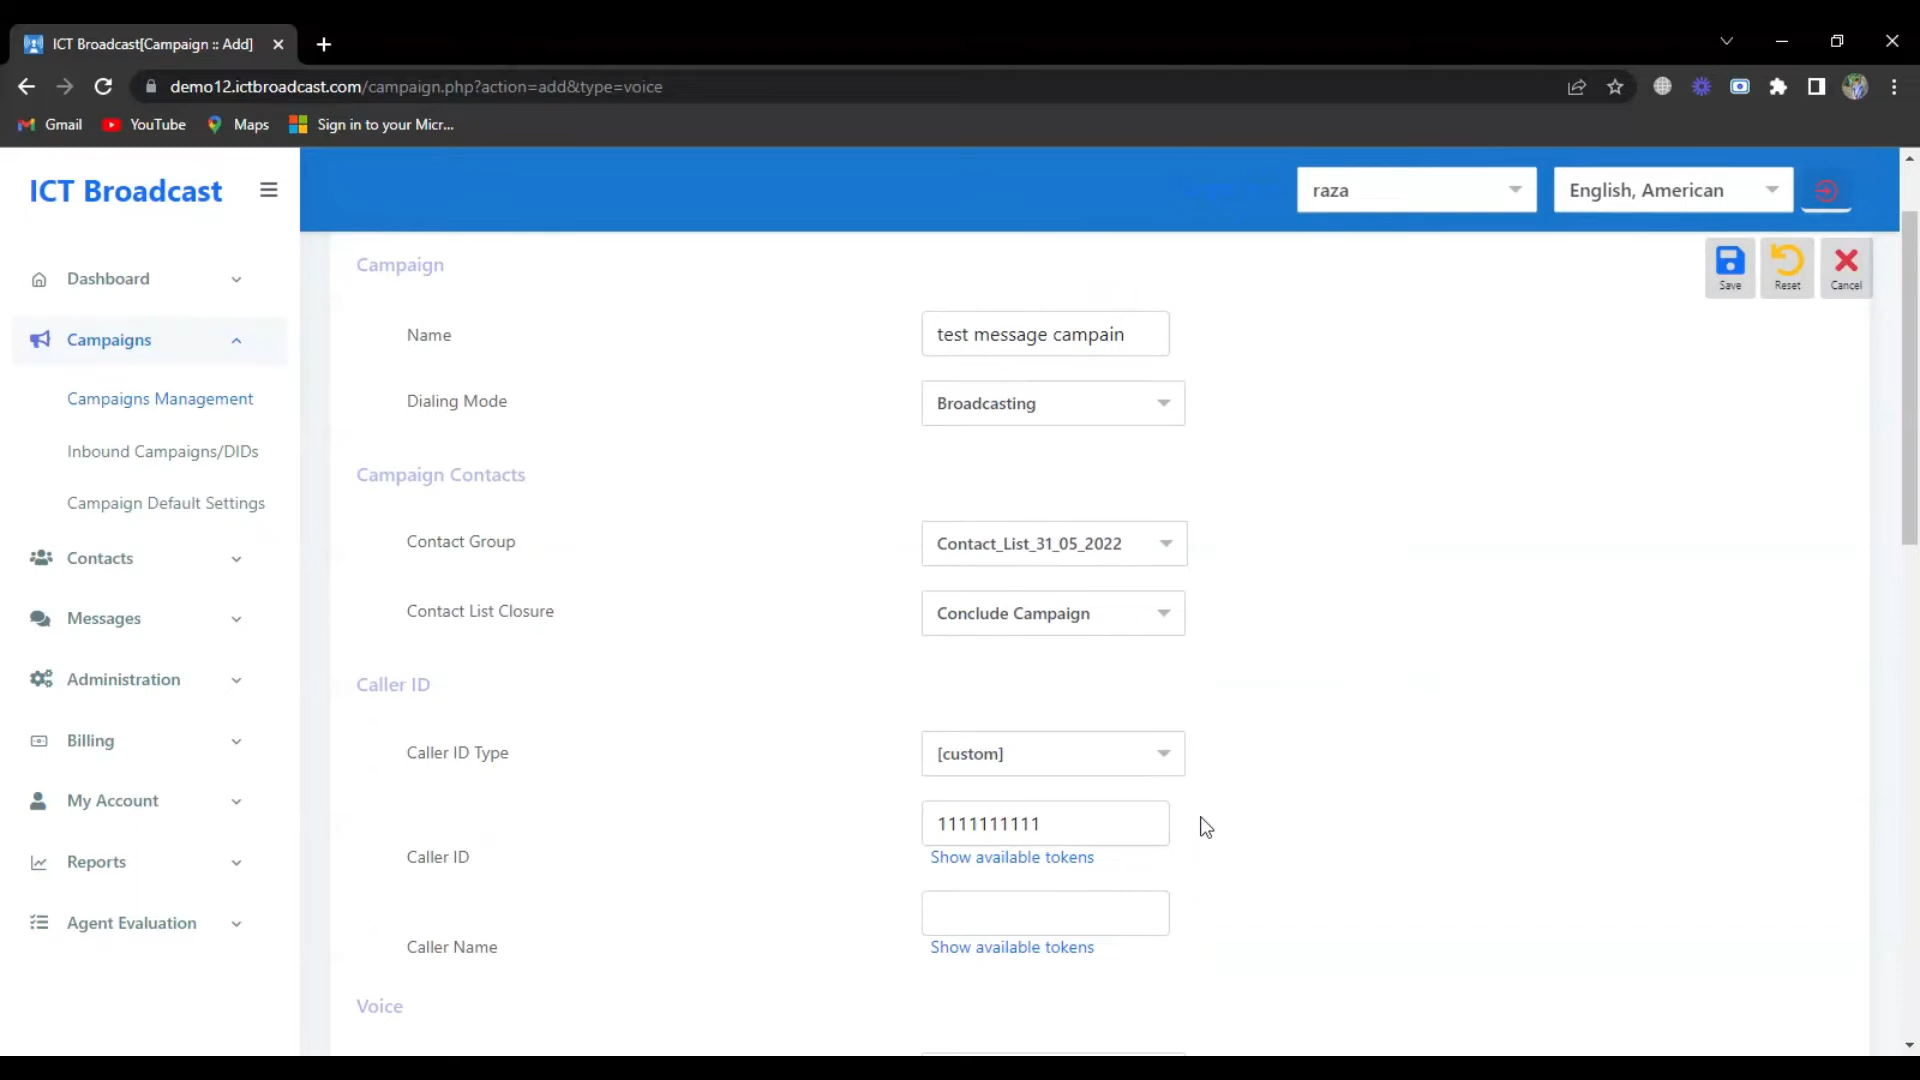 ICT Broadcast[Campaign :: Add]
demo12.ictbroadcast.com/campaign.php?action=add&type=voice
Gmail YouTube Maps Sign in to your Micr...
ICT Broadcast
raza English, American
Dashboard
Campaigns
Campaigns Management
Inbound Campaigns/DIDs
Campaign Default Settings
Contacts
Messages
Administration
Billing
My Account
Reports
Agent Evaluation
Save Reset Cancel
Campaign
Name test message campain
Dialing Mode Broadcasting
Campaign Contacts
Contact Group Contact_List_31_05_2022
Contact List Closure Conclude Campaign
Caller ID
Caller ID Type [custom]
1111111111
Caller ID Show available tokens
Caller Name Show available tokens
Voice